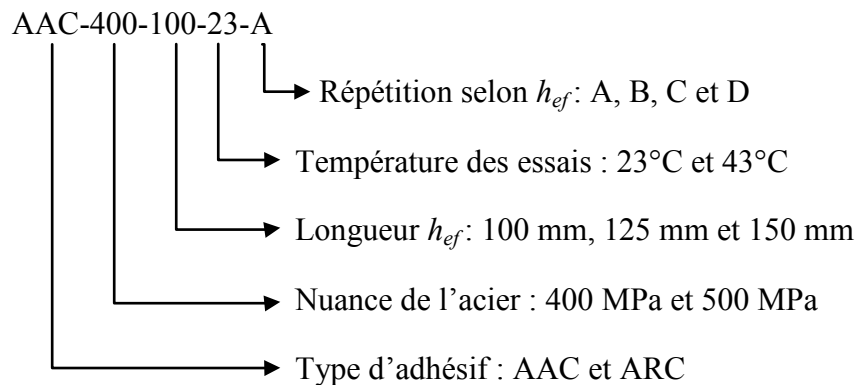 AAC-400-100-23-A
Répétition selon hef : A, B, C et D
Température des essais : 23°C et 43°C
Longueur hef : 100 mm, 125 mm et 150 mm
Nuance de l’acier : 400 MPa et 500 MPa
Type d’adhésif : AAC et ARC